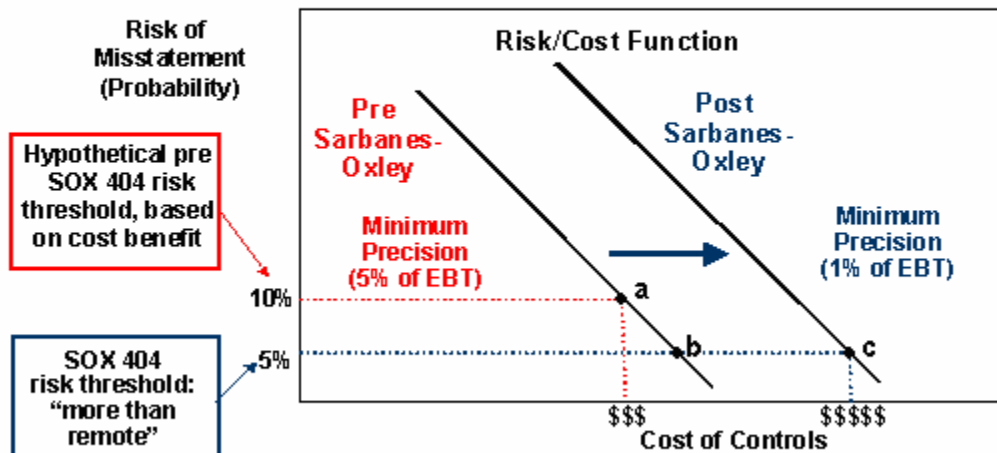 Risk of
Misstatement
(Probability)
Risk/Cost Function
Pre
Sarbanes-
Oxley
Post
Sarbanes-
Oxley
Hypothetical pre
SOX 404 risk
threshold, based
on cost benefit
Minimum
Precision
(5% of EBT)
Minimum
Precision
(1% of EBT)
10%
a
5%
b
c
SOX 404
risk threshold:
“more than
remote”
$$$
$$$$$
Cost of Controls